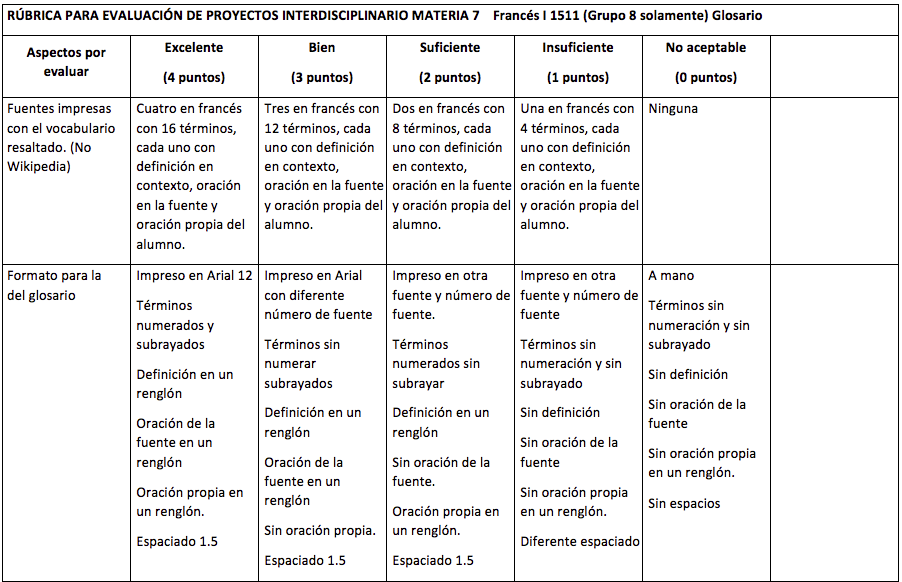 RÚBRICA PARA EVALUACIÓN DE PROYECTOS INTERDISCIPLINARIO MATERIA 7 Francés I 1511 (Grupo 8 solamente) Glosario
Aspectos por
evaluar
Excelente
(4 puntos)
Bien
(3 puntos)
Suficiente
(2 puntos)
Insuficiente
(1 puntos)
No aceptable
(0 puntos)
Fuentes impresas
con el vocabulario
resaltado. (No
Wikipedia)
Cuatro en francés
con 16 términos,
cada uno con
definición en
contexto, oración
en la fuente y
oración propia del
alumno.
Tres en francés con
12 términos, cada
uno con definición
en contexto,
oración en la fuente
y oración propia del
alumno.
Dos en francés con
8 términos, cada
uno con definición
en contexto,
oración en la fuente
y oración propia del
alumno.
Una en francés con
4 términos, cada
uno con definición
en contexto,
oración en la fuente
y oración propia del
alumno.
Ninguna
Formato para la
del glosario
Impreso en Arial 12
Términos
numerados y
subrayados
Definición en un
renglón
Oración de la
fuente en un
renglón
Oración propia en
un renglón.
Espaciado 1.5
Impreso en Arial
con diferente
número de fuente
Términos sin
numerar
subrayados
Definición en un
renglón
Oración de la
fuente en un
renglón
Sin oración propia.
Espaciado 1.5
Impreso en otra
fuente y número de
fuente.
Términos
numerados sin
subrayar
Definición en un
renglón
Sin oración de la
fuente.
Oración propia en
un renglón.
Espaciado 1.5
Impreso en otra
fuente y número de
fuente
Términos sin
numeración y sin
subrayado
Sin definición
Sin oración de la
fuente
Sin oración propia
en un renglón.
Diferente espaciado
A mano
Términos sin
numeración y sin
subrayado
Sin definición
Sin oración de la
fuente
Sin oración propia
en un renglón.
Sin espacios